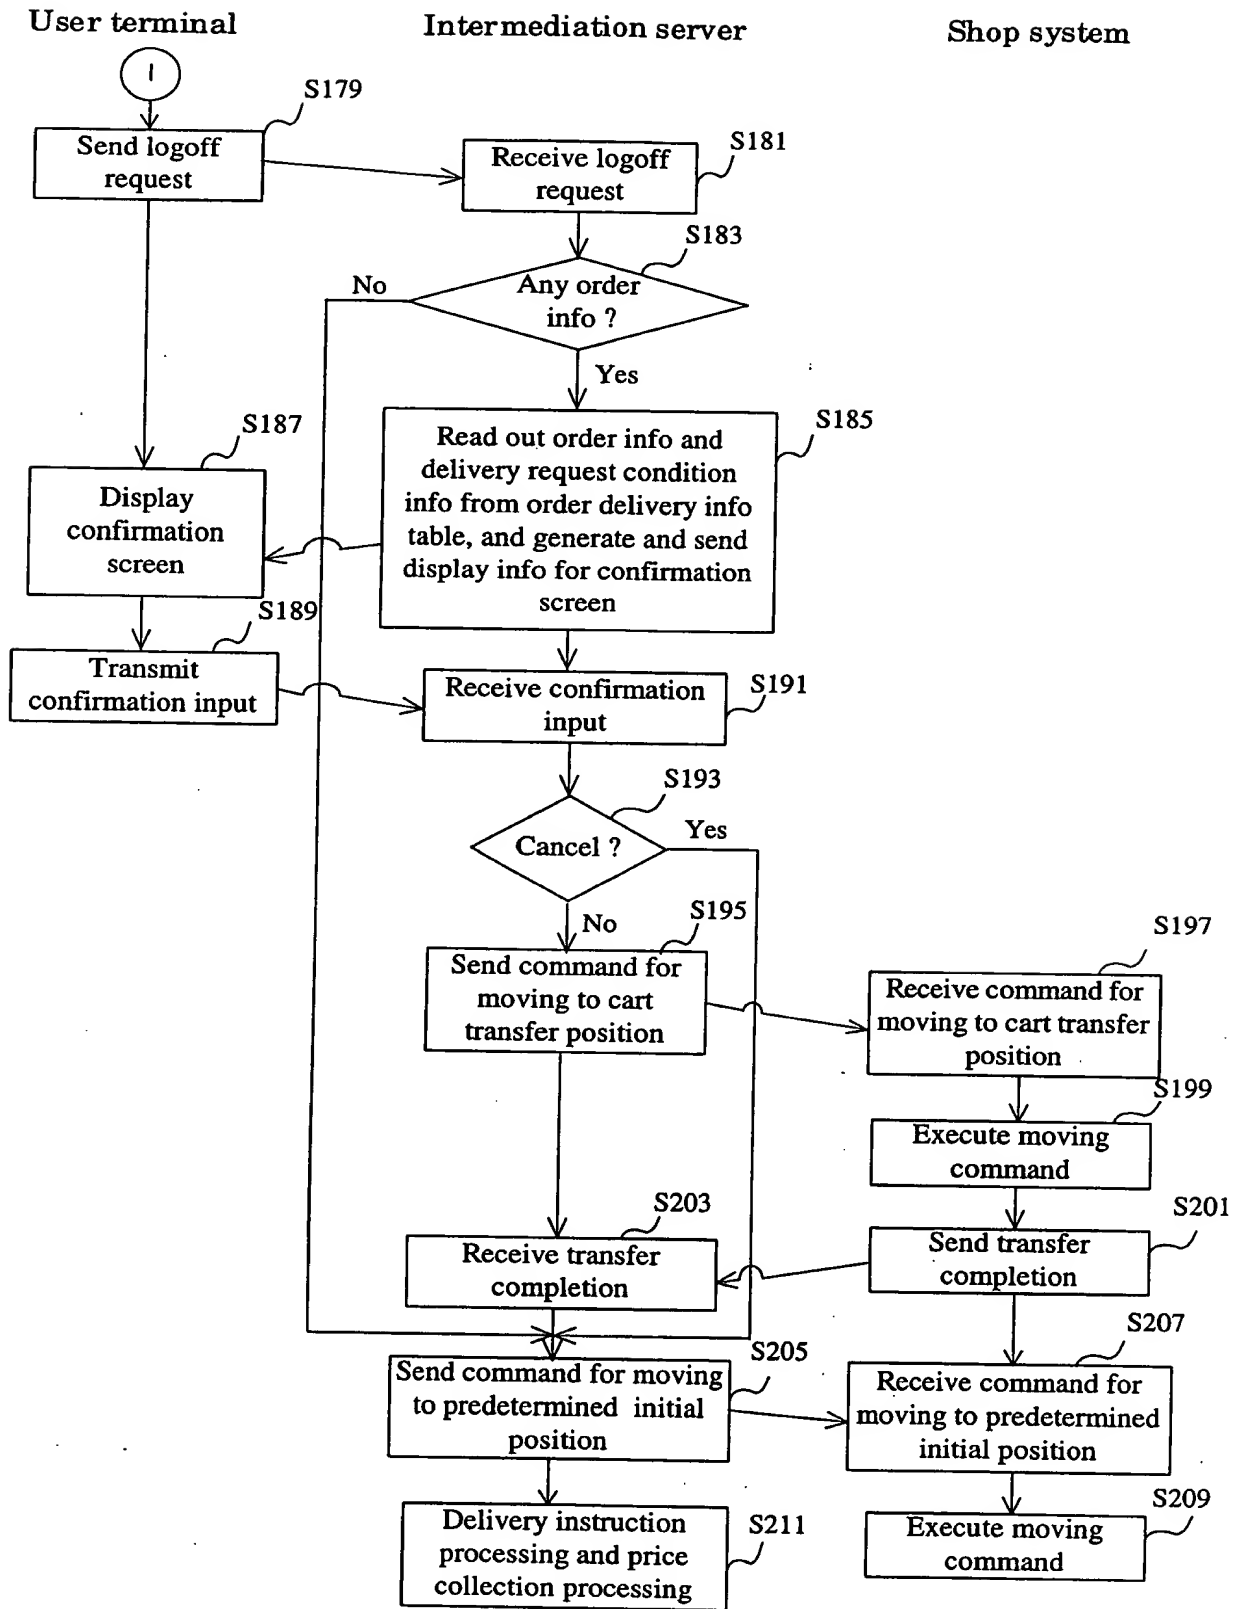 User terminal
Intermediation server
Shop system
1
S179
Send logoff
request
S181
Receive logoff
request
S183
Any order
info ?
No
Yes
S185
Read out order info and
delivery request condition
info from order delivery info
table, and generate and send
display info for confirmation
screen
S187
Display
confirmation
screen
S189
Transmit
confirmation input
S191
Receive confirmation
input
S193
Cancel ?
Yes
No
S195
Send command for
moving to cart
transfer position
S197
Receive command for
moving to cart transfer
position
S199
Execute moving
command
S201
Send transfer
completion
S203
Receive transfer
completion
S205
Send command for moving
to predetermined initial
position
S207
Receive command for
moving to predetermined
initial position
S209
Execute moving
command
S211
Delivery instruction
processing and price
collection processing